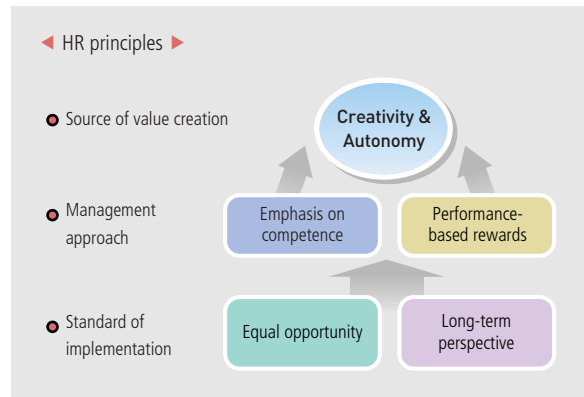 HR principles
Source of value creation
Creativity &
Autonomy
Management
approach
Emphasis on
competence
Performance-
based rewards
Standard of
implementation
Equal opportunity
Long-term
perspective